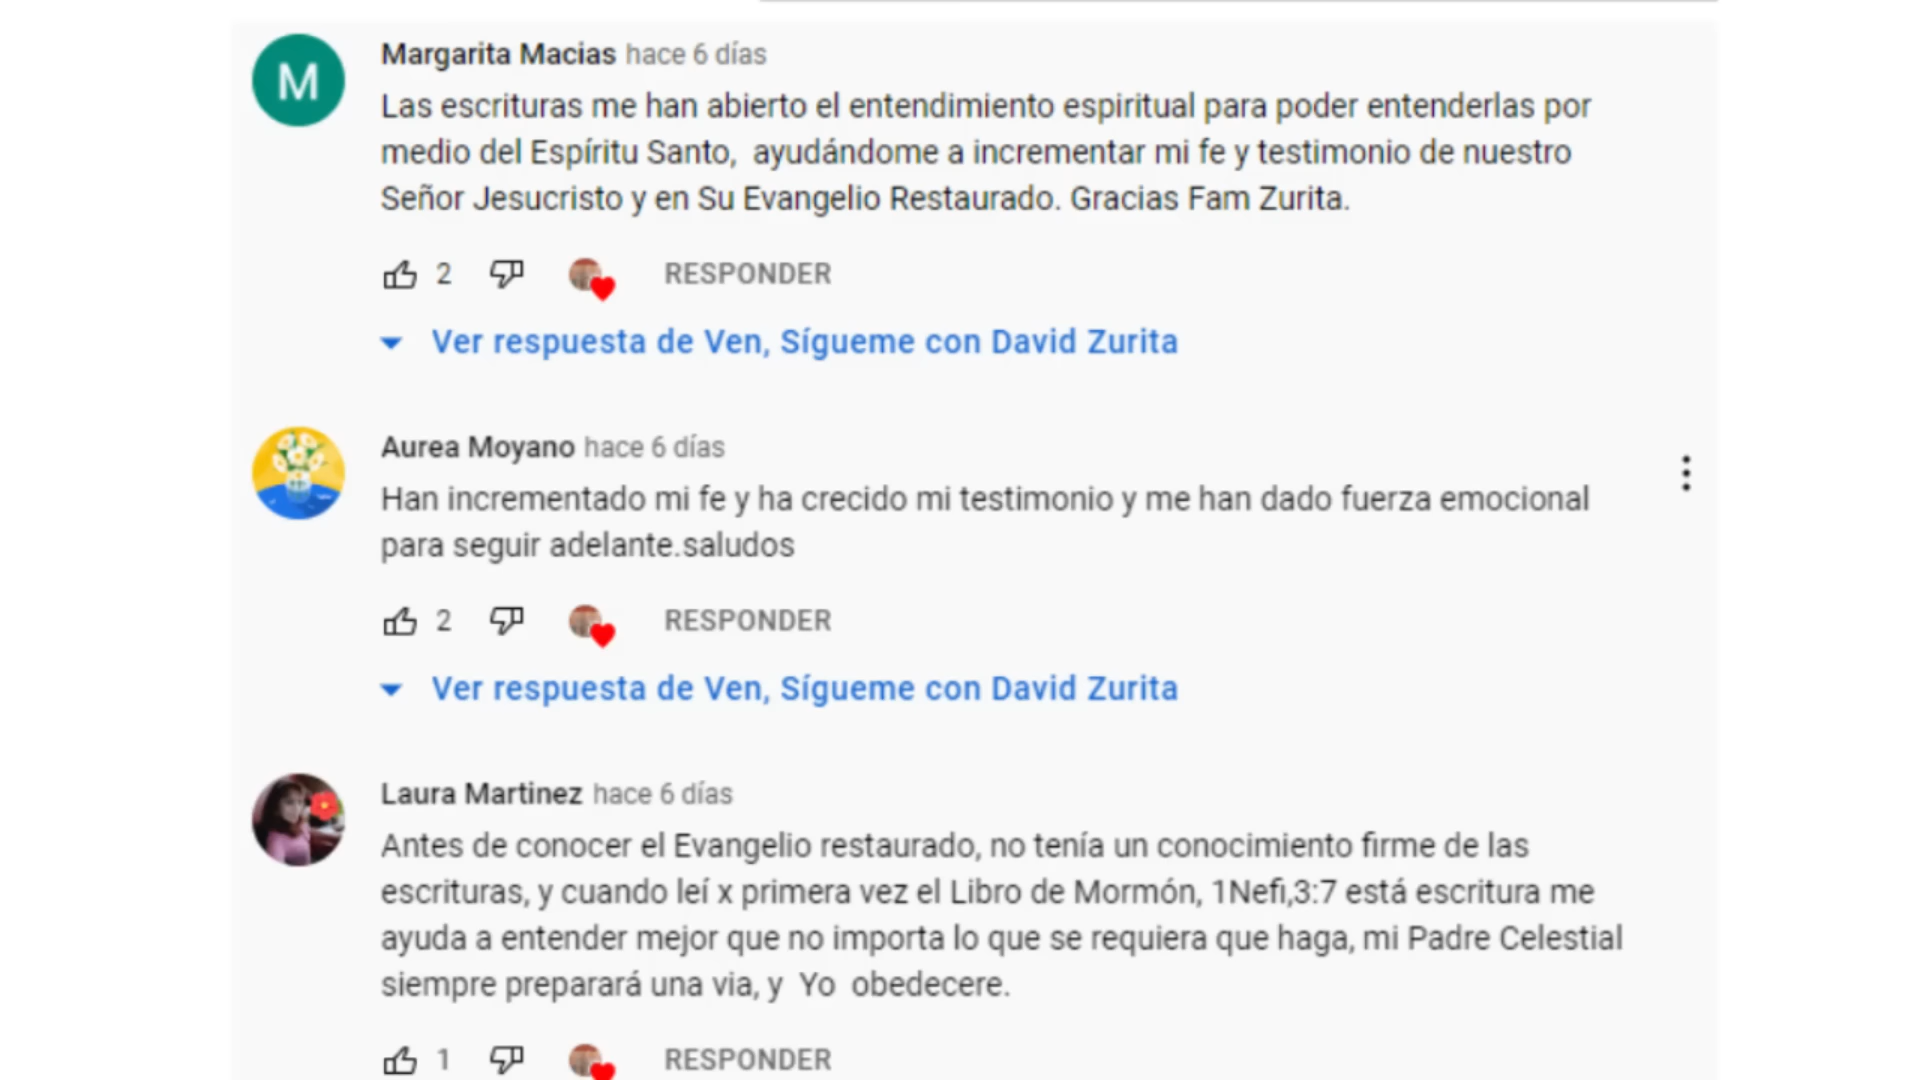 Margarita Macias hace 6 días
M
Las escrituras me han abierto el entendimiento espiritual para poder entenderlas por
medio del Espíritu Santo, ayudándome a incrementar mi fe y testimonio de nuestro
Señor Jesucristo y en Su Evangelio Restaurado. Gracias Fam Zurita.
2 RESPONDER
Ver respuesta de Ven, Sígueme con David Zurita
Aurea Moyano hace 6 días
Han incrementado mi fe y ha crecido mi testimonio y me han dado fuerza emocional
para seguir adelante.saludos
2 RESPONDER
Ver respuesta de Ven, Sígueme con David Zurita
Laura Martinez hace 6 días
Antes de conocer el Evangelio restaurado, no tenía un conocimiento firme de las
escrituras, y cuando leí x primera vez el Libro de Mormón, 1Nefi,3:7 está escritura me
ayuda a entender mejor que no importa lo que se requiera que haga, mi Padre Celestial
siempre preparará una via, y Yo obedecere.
1 RESPONDER